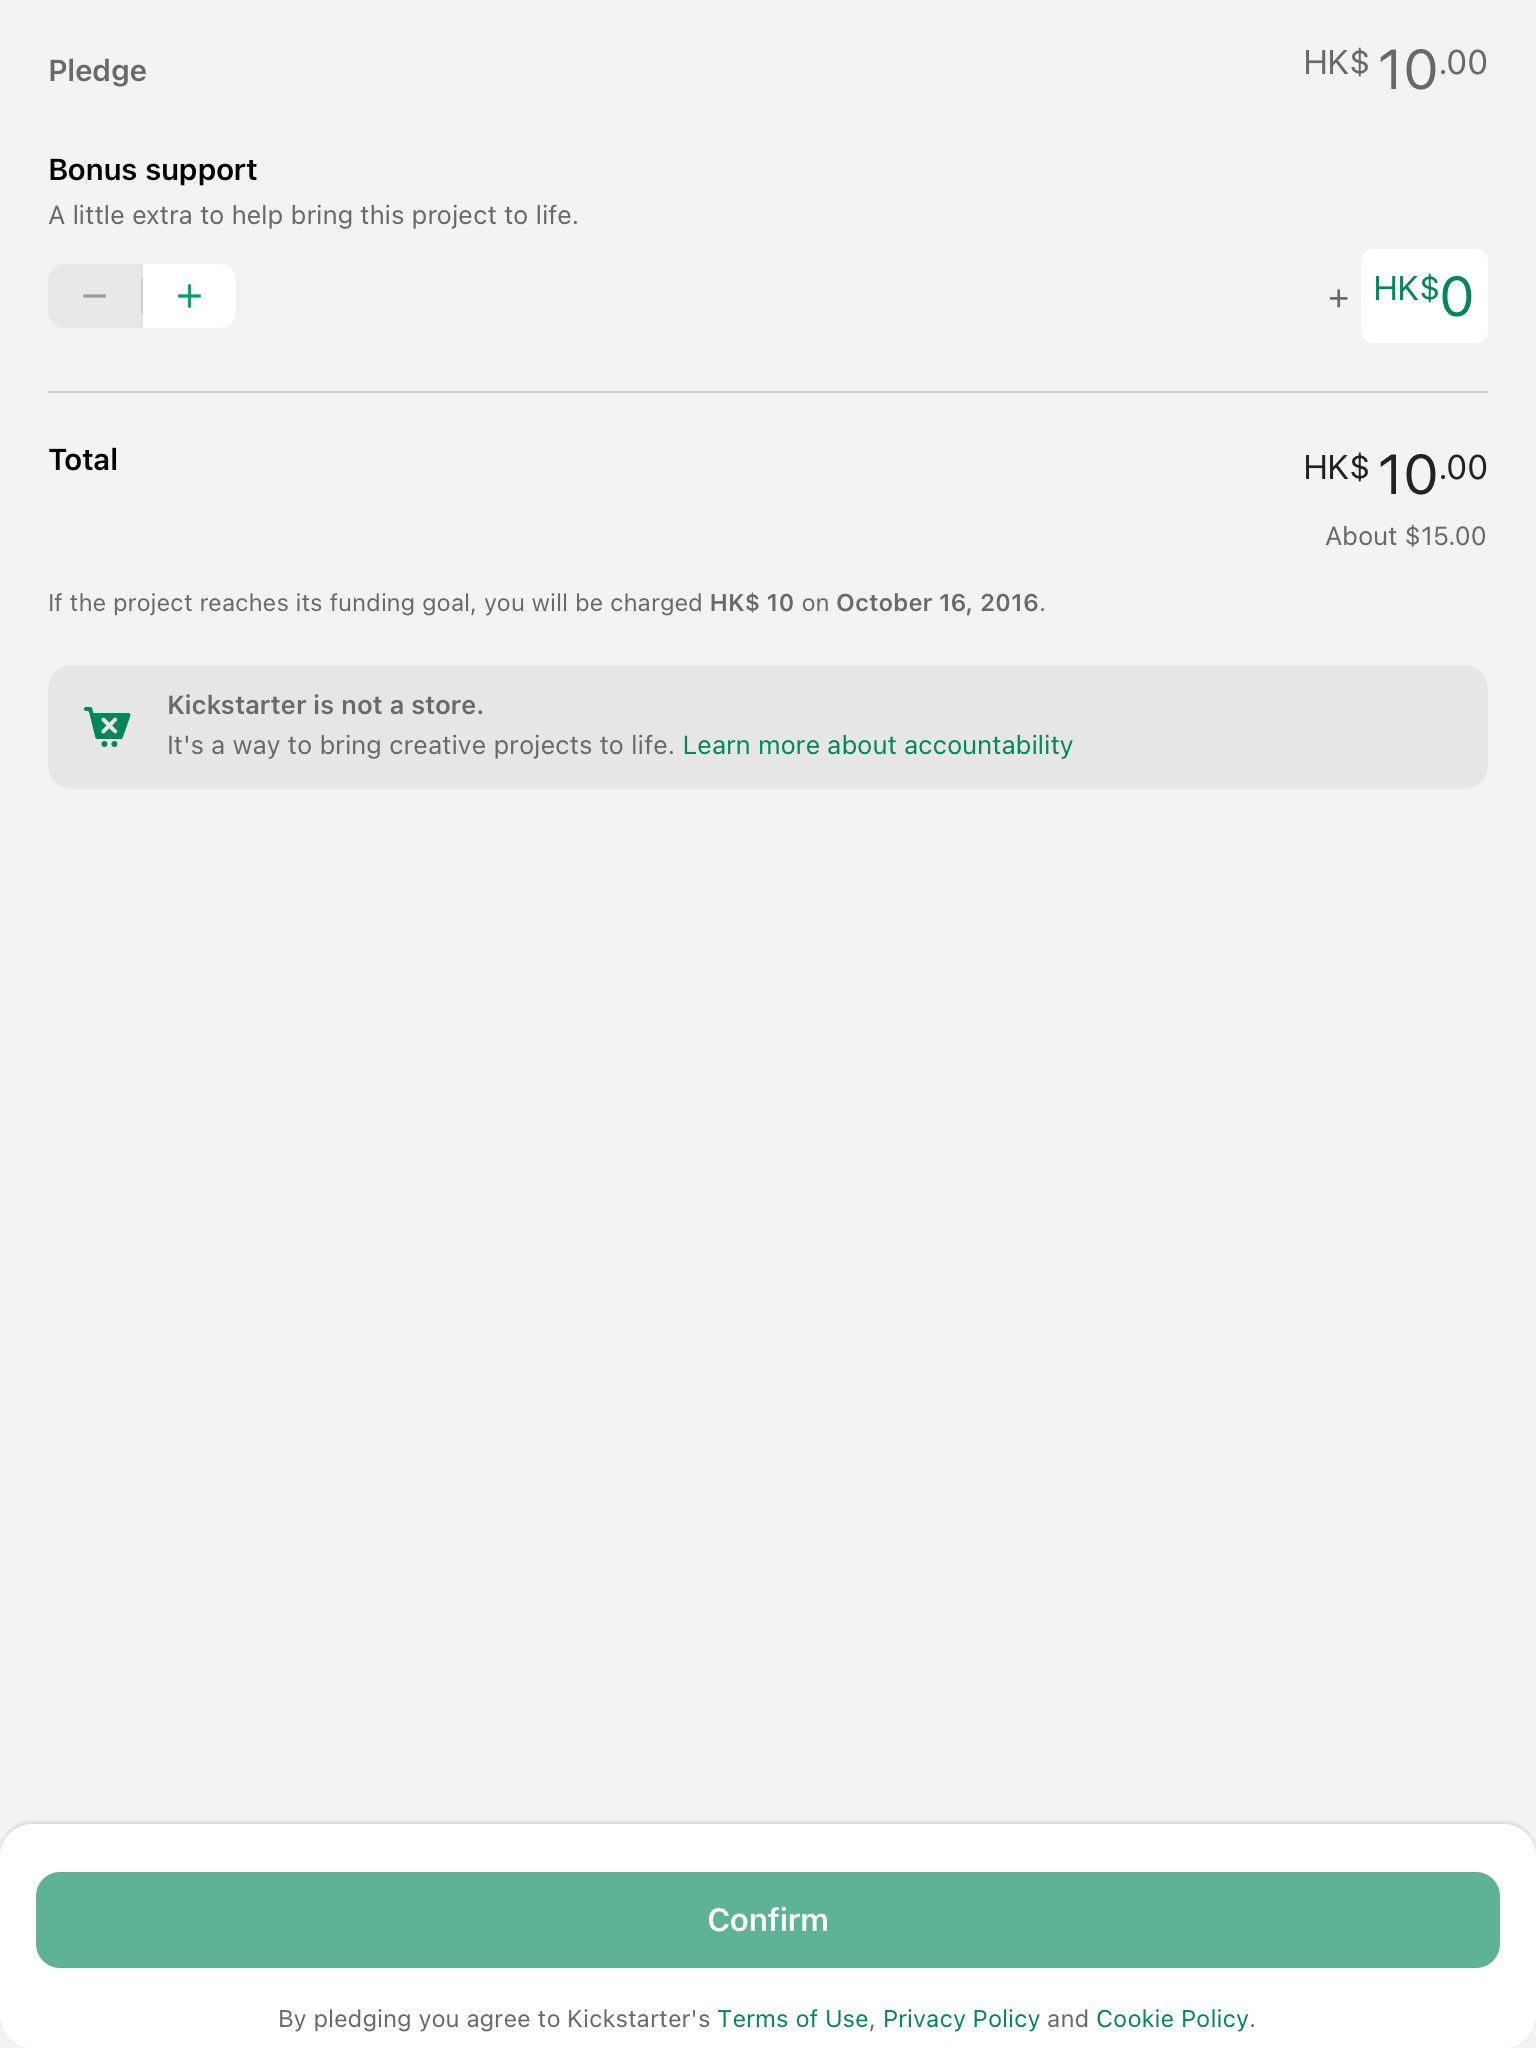 Pledge HK$ 10.00
Bonus support
A little extra to help bring this project to life.
− + + HK$0
Total HK$ 10.00
About $15.00
If the project reaches its funding goal, you will be charged HK$ 10 on October 16, 2016.
Kickstarter is not a store.
It's a way to bring creative projects to life. Learn more about accountability
Confirm
By pledging you agree to Kickstarter's Terms of Use, Privacy Policy and Cookie Policy.